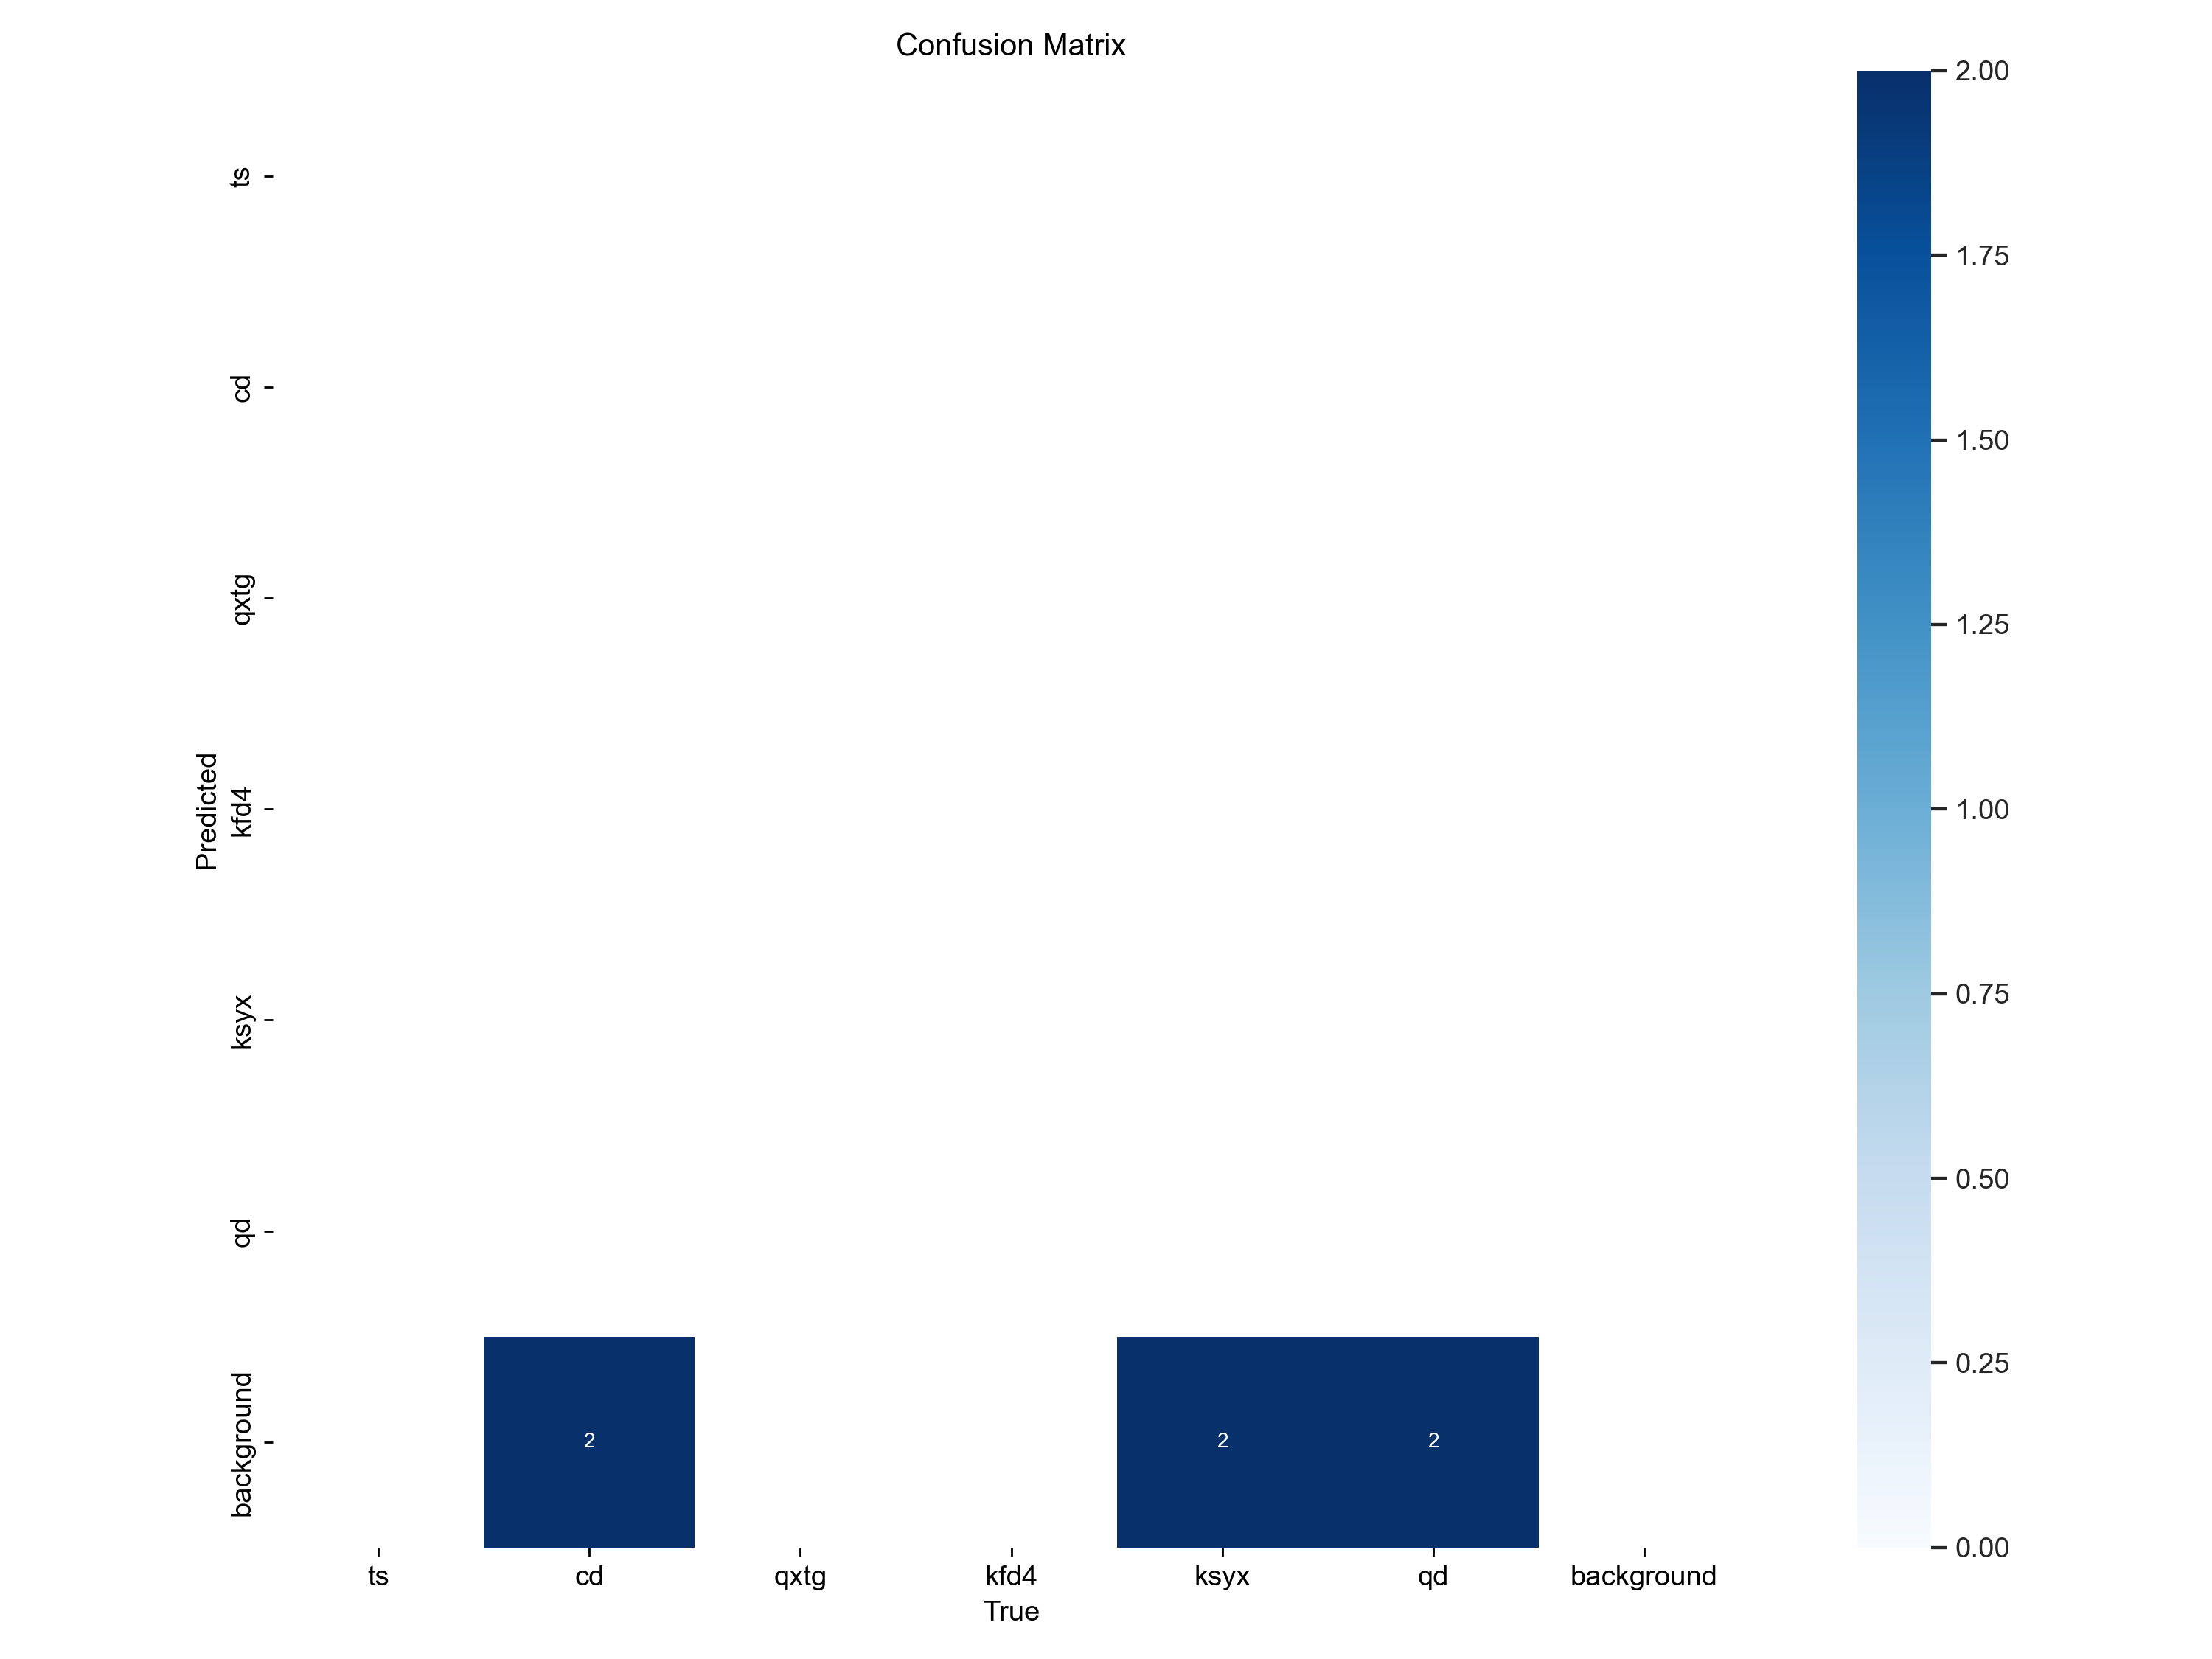 Confusion Matrix
ts
cd
qxtg
kfd4
ksyx
qd
background
Predicted
2
2
2
ts
cd
qxtg
kfd4
ksyx
qd
background
True
2.00
1.75
1.50
1.25
1.00
0.75
0.50
0.25
0.00